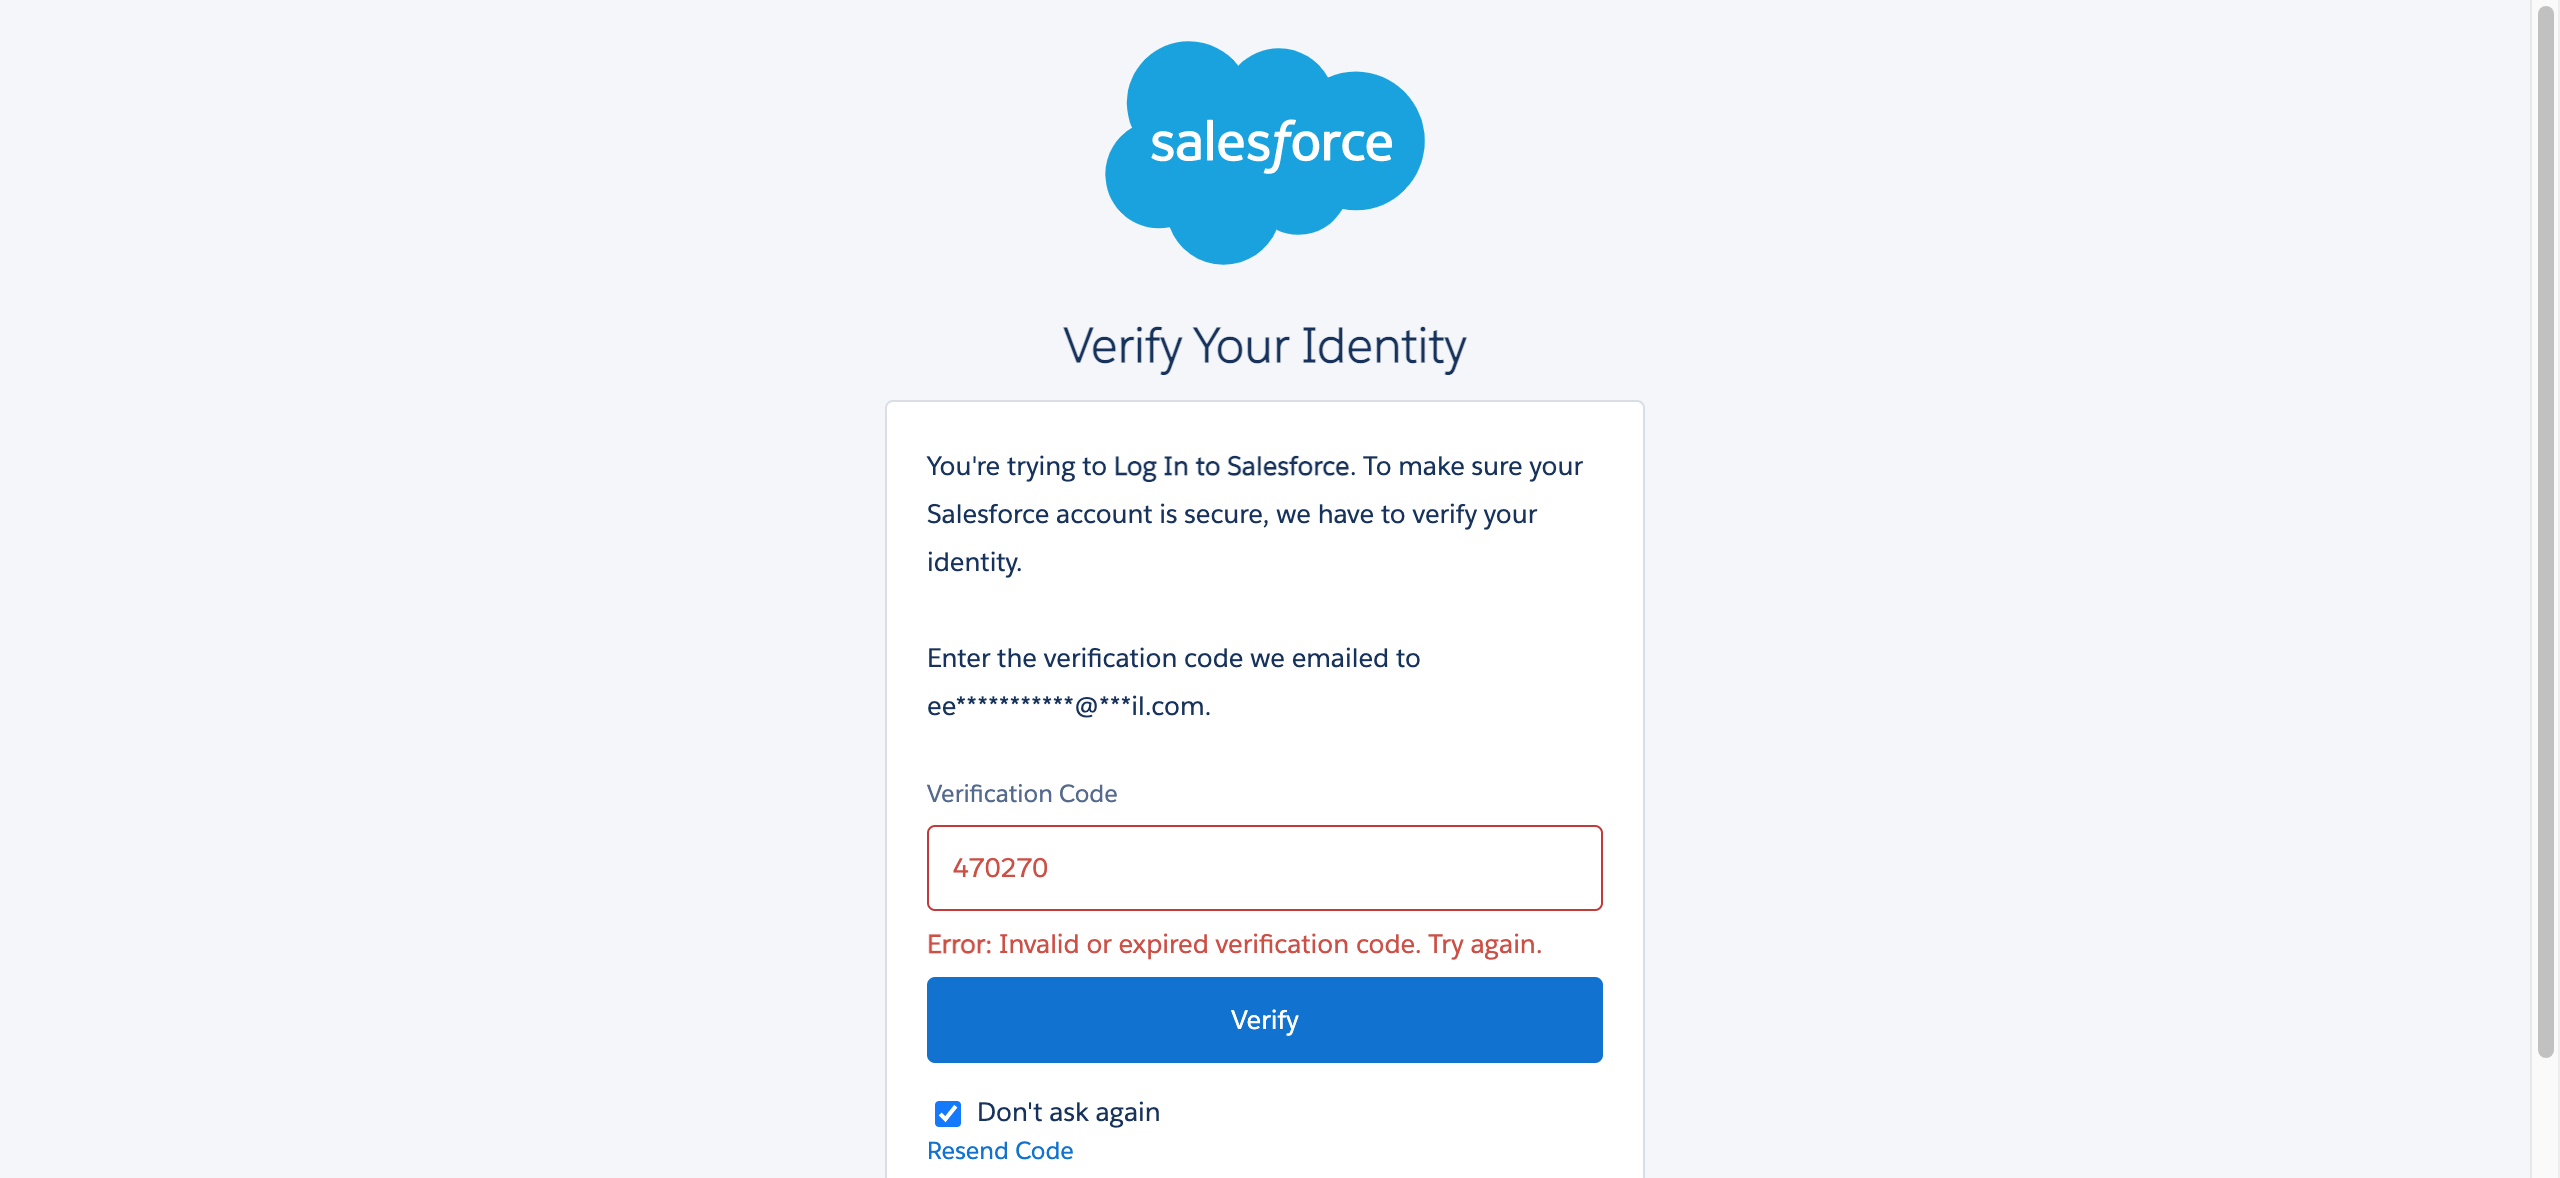 salesforce
Verify Your Identity
You're trying to Log In to Salesforce. To make sure your
Salesforce account is secure, we have to verify your
identity.
Enter the verification code we emailed to
ee***********@***il.com.
Verification Code
470270
Error: Invalid or expired verification code. Try again.
Verify
Don't ask again
Resend Code